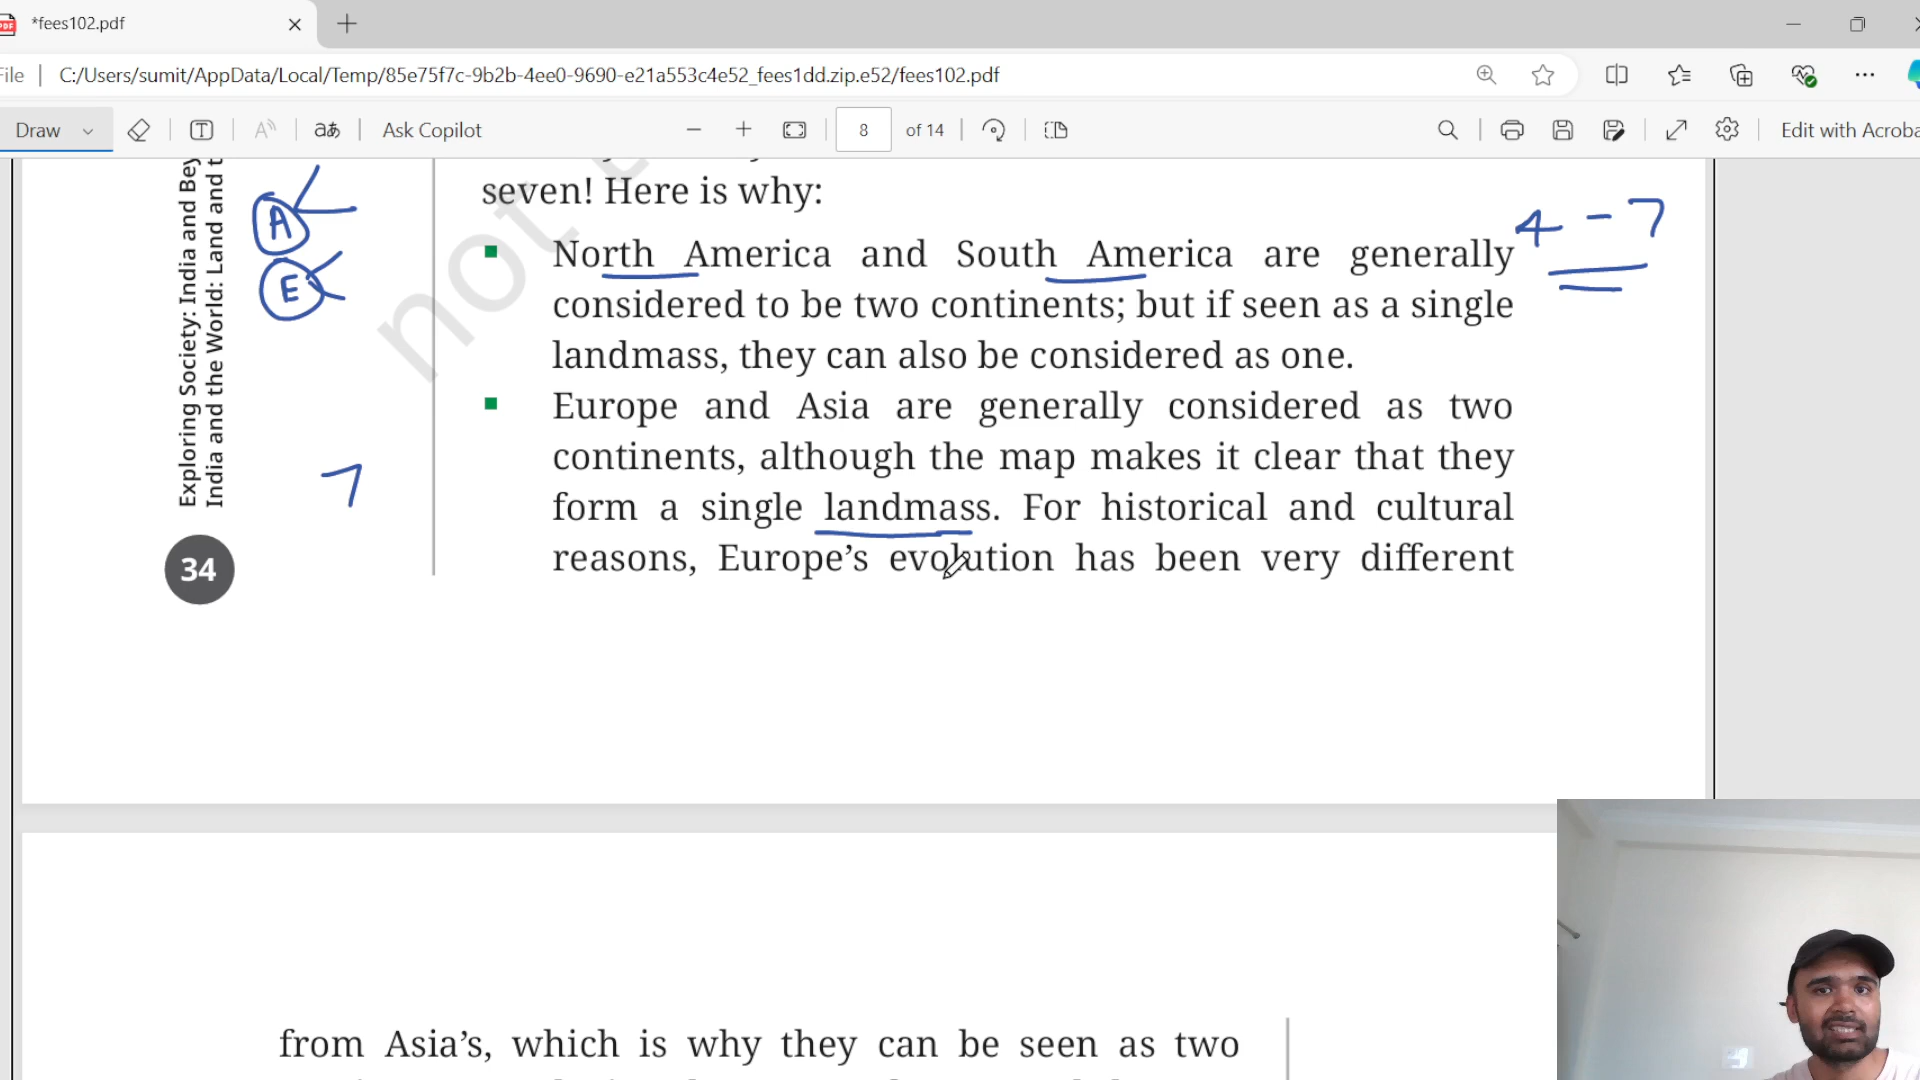 *fees102.pdf
File
C:/Users/sumit/AppData/Local/Temp/85e75f7c-9b2b-4ee0-9690-e21a553c4e52_fees1dd.zip.e52/fees102.pdf
Draw
Ask Copilot
8 of 14
Edit with Acroba
seven! Here is why:
North America and South America are generally
considered to be two continents; but if seen as a single
landmass, they can also be considered as one.
Europe and Asia are generally considered as two
continents, although the map makes it clear that they
form a single landmass. For historical and cultural
reasons, Europe’s evolution has been very different
4 – 7
A
E
7
Exploring Society: India and Bey
India and the World: Land and t
34
not t
from Asia’s, which is why they can be seen as two